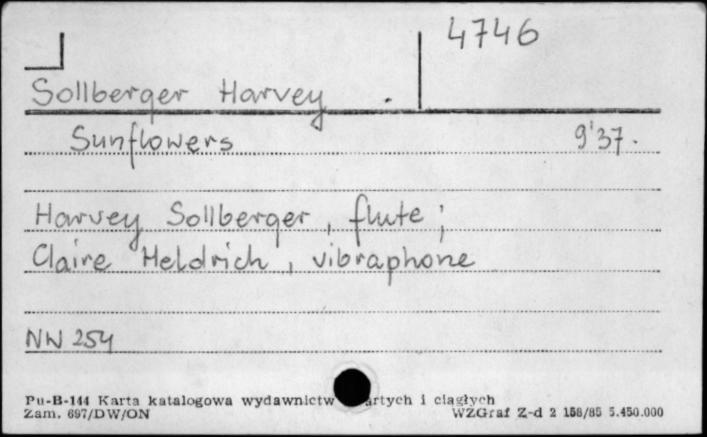 4746
Sollberger Harvey .
Sunflowers 9'37.
Harvey Sollberger, flute;
Claire Heldrich, vibraphone
NW 254
Pu-B-144 Karta katalogowa wydawnictw artych i ciągłych
Zam. 697/DW/ON WZGraf Z-d 2 158/85 5.450.000